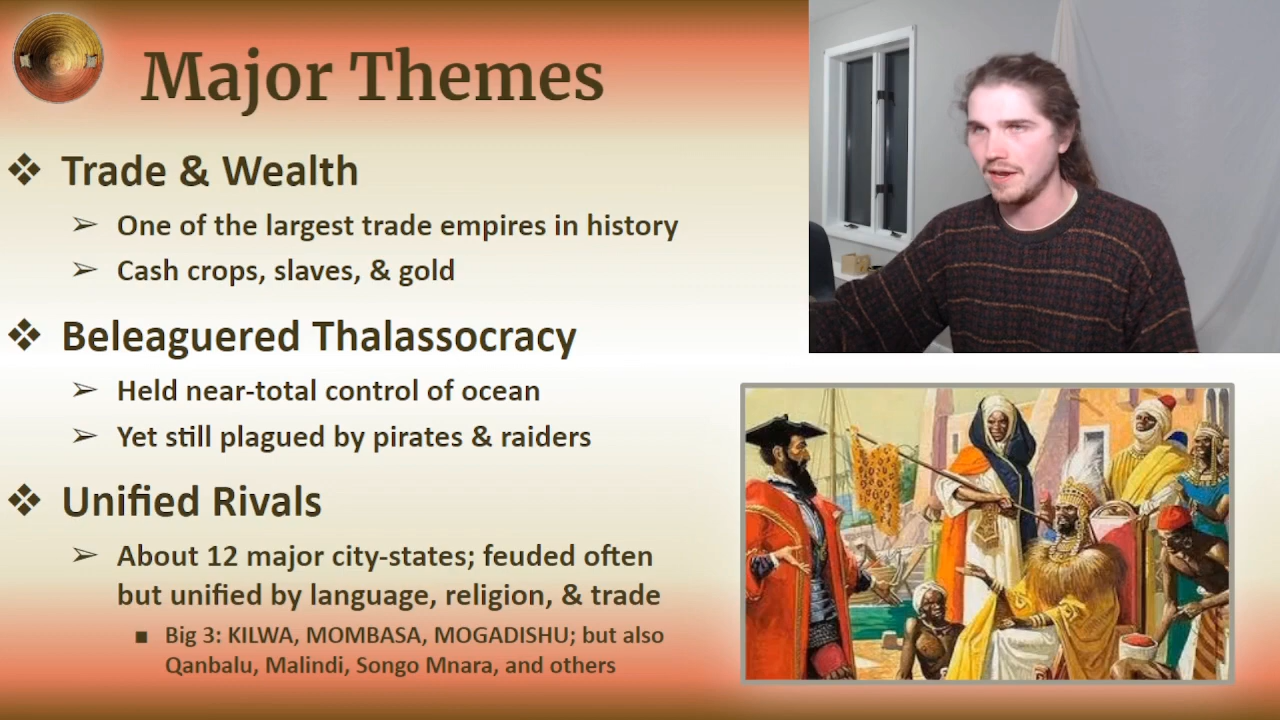 Major Themes
❖ Trade & Wealth
➢ One of the largest trade empires in history
➢ Cash crops, slaves, & gold
❖ Beleaguered Thalassocracy
➢ Held near-total control of ocean
➢ Yet still plagued by pirates & raiders
❖ Unified Rivals
➢ About 12 major city-states; feuded often
but unified by language, religion, & trade
■ Big 3: KILWA, MOMBASA, MOGADISHU; but also
Qanbalu, Malindi, Songo Mnara, and others